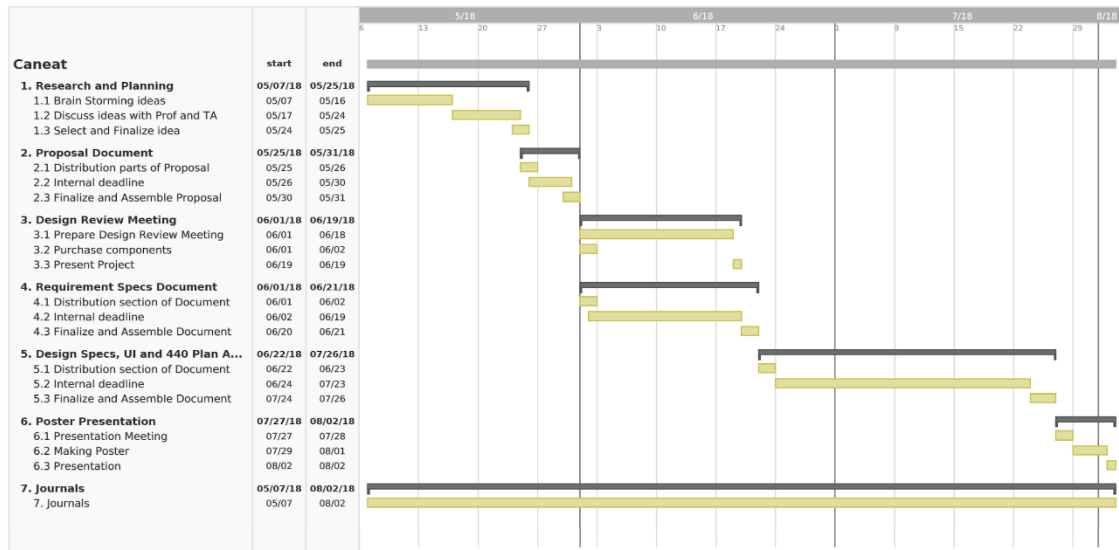 5/18 6/18 7/18 8/18
6 13 20 27 3 10 17 24 1 8 15 22 29
Caneat start end
1. Research and Planning 05/07/18 05/25/18
1.1 Brain Storming ideas 05/07 05/16
1.2 Discuss ideas with Prof and TA 05/17 05/24
1.3 Select and Finalize idea 05/24 05/25
2. Proposal Document 05/25/18 05/31/18
2.1 Distribution parts of Proposal 05/25 05/26
2.2 Internal deadline 05/26 05/30
2.3 Finalize and Assemble Proposal 05/30 05/31
3. Design Review Meeting 06/01/18 06/19/18
3.1 Prepare Design Review Meeting 06/01 06/18
3.2 Purchase components 06/01 06/02
3.3 Present Project 06/19 06/19
4. Requirement Specs Document 06/01/18 06/21/18
4.1 Distribution section of Document 06/01 06/02
4.2 Internal deadline 06/02 06/19
4.3 Finalize and Assemble Document 06/20 06/21
5. Design Specs, UI and 440 Plan A... 06/22/18 07/26/18
5.1 Distribution section of Document 06/22 06/23
5.2 Internal deadline 06/24 07/23
5.3 Finalize and Assemble Document 07/24 07/26
6. Poster Presentation 07/27/18 08/02/18
6.1 Presentation Meeting 07/27 07/28
6.2 Making Poster 07/29 08/01
6.3 Presentation 08/02 08/02
7. Journals 05/07/18 08/02/18
7. Journals 05/07 08/02